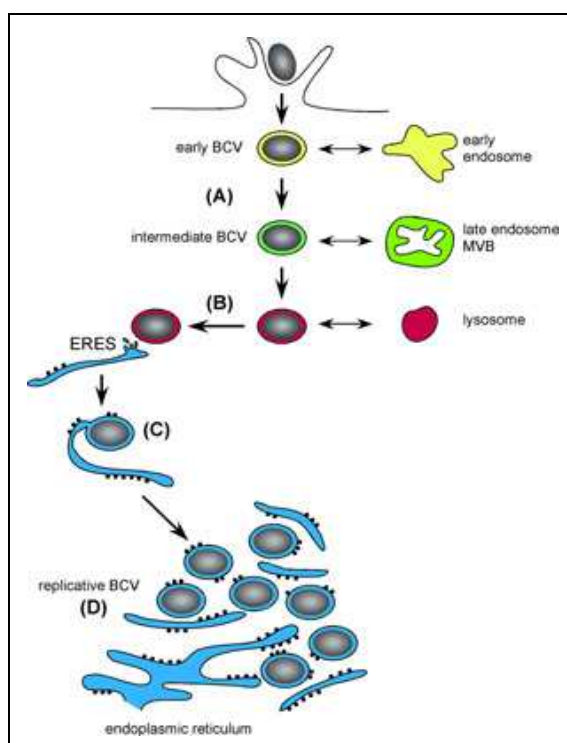 early BCV
early
endosome
(A)
intermediate BCV
late endosome
MVB
(B)
lysosome
ERES
(C)
replicative BCV
(D)
endoplasmic reticulum